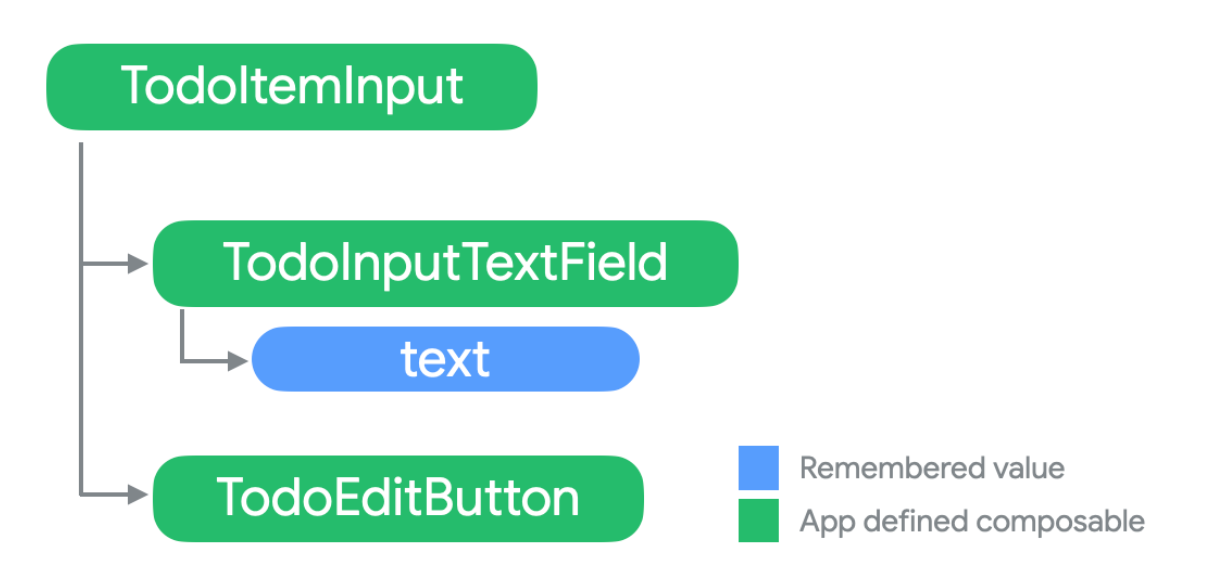 TodoItemInput
TodoInputTextField
text
TodoEditButton
Remembered value
App defined composable